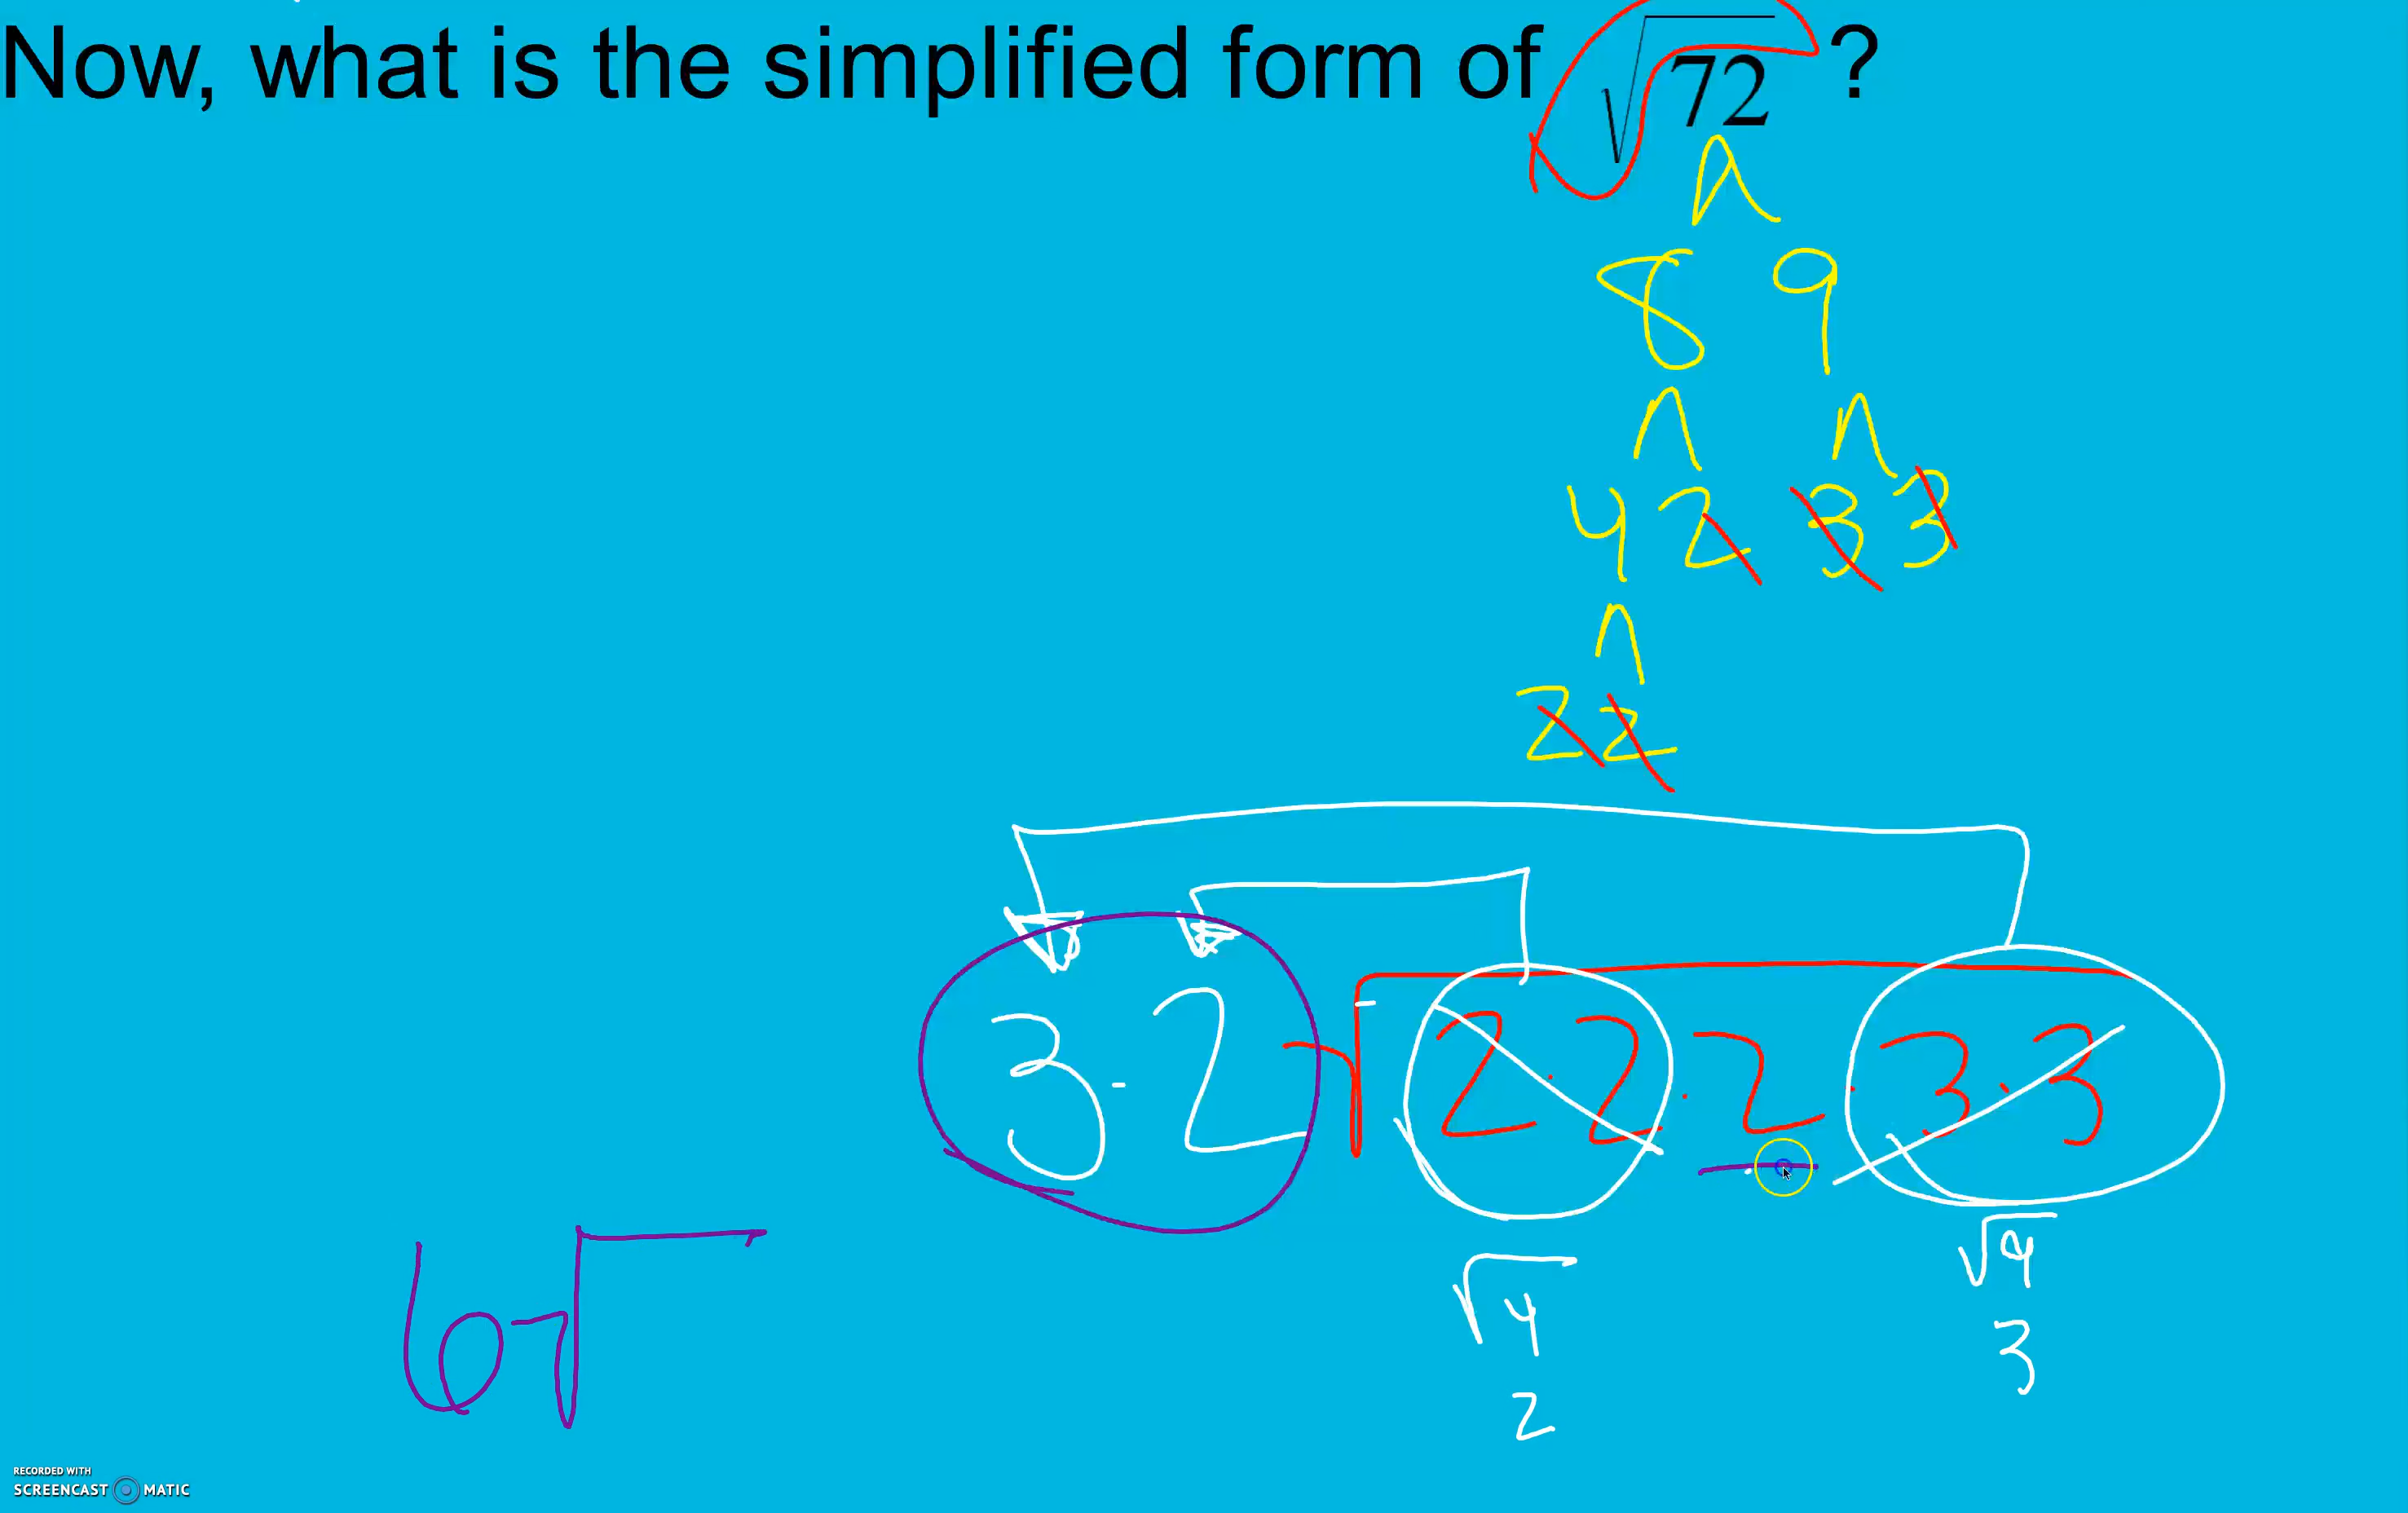 Now, what is the simplified form of √72 ?
8 9
4 2 3 3
2 2
3 · 2 √2 · 2 · 2 · 3 · 3
6√
√4
2
√9
3
RECORDED WITH
SCREENCAST MATIC